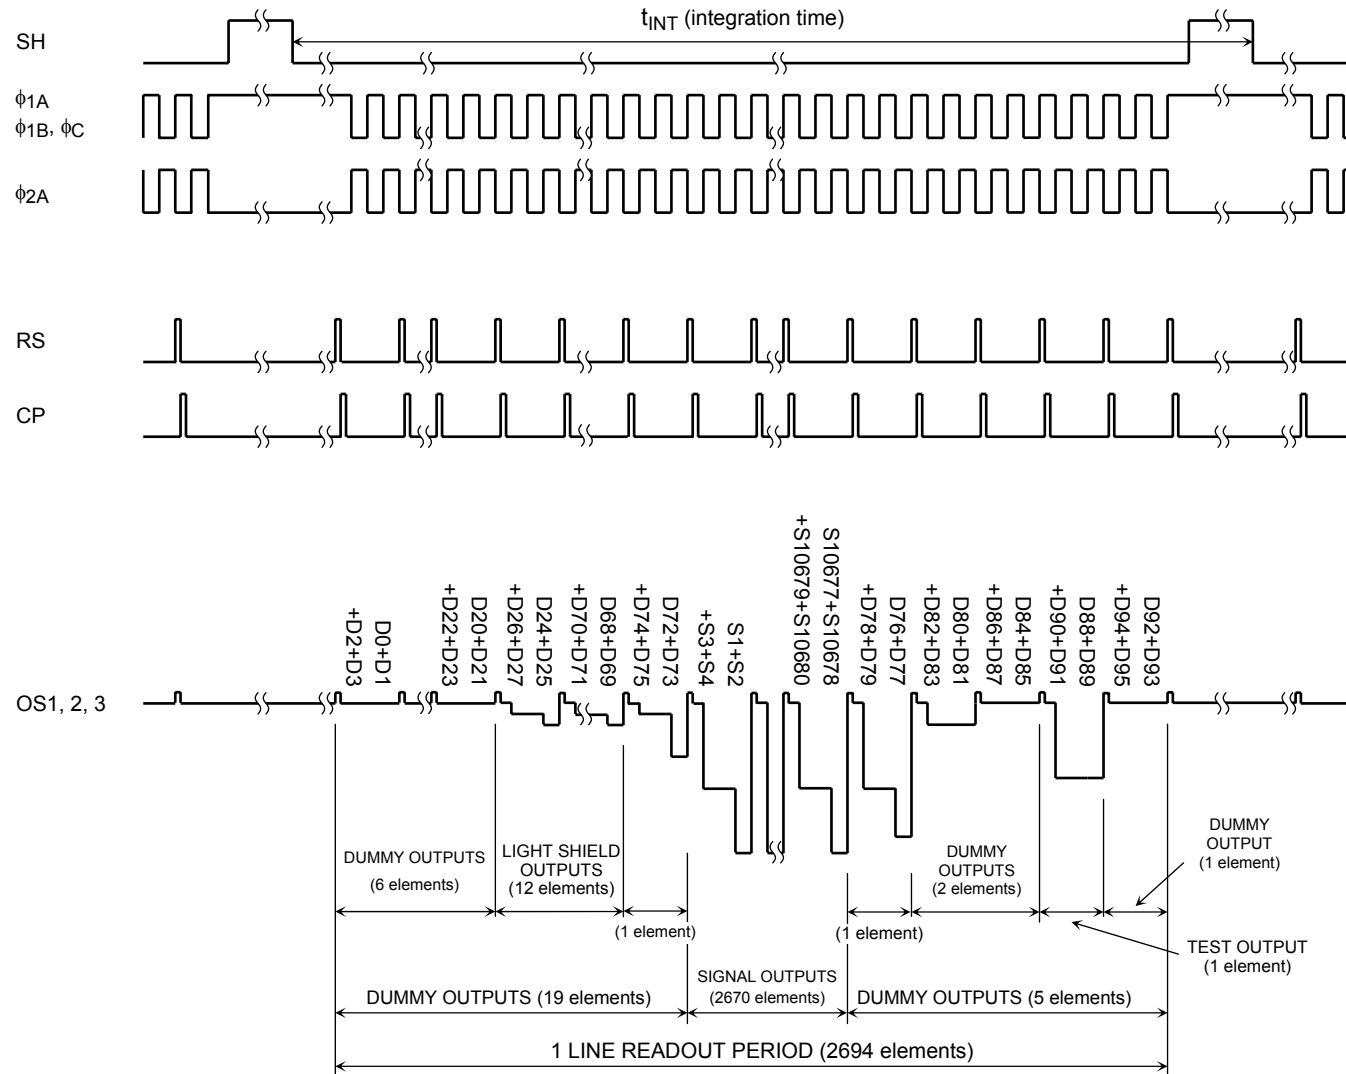 tINT (integration time)
SH
ϕ1A
ϕ1B, ϕC
ϕ2A
RS
CP
OS1, 2, 3
D0+D1
+D22+D3
D20+D21
+D22+D23
D24+D25
+D26+D27
D68+D69
+D70+D71
D72+D73
+D74+D75
S1+S2
+S3+S4
S10677+S10678
+S10679+S10680
D76+D77
+D78+D79
D80+D81
+D82+D83
D84+D85
+D86+D87
D88+D89
+D90+D91
D92+D93
+D94+D95
DUMMY OUTPUTS
(6 elements)
LIGHT SHIELD
OUTPUTS
(12 elements)
(1 element)
(1 element)
DUMMY
OUTPUTS
(2 elements)
DUMMY
OUTPUT
(1 element)
TEST OUTPUT
(1 element)
DUMMY OUTPUTS (19 elements)
SIGNAL OUTPUTS
(2670 elements)
DUMMY OUTPUTS (5 elements)
1 LINE READOUT PERIOD (2694 elements)